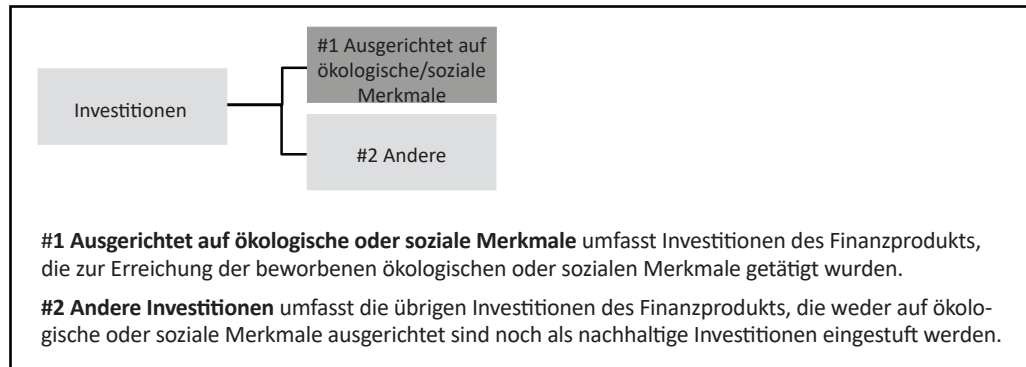 #1 Ausgerichtet auf
ökologische/soziale
Merkmale
Investitionen
#2 Andere
#1 Ausgerichtet auf ökologische oder soziale Merkmale umfasst Investitionen des Finanzprodukts,
die zur Erreichung der beworbenen ökologischen oder sozialen Merkmale getätigt wurden.
#2 Andere Investitionen umfasst die übrigen Investitionen des Finanzprodukts, die weder auf ökolo-
gische oder soziale Merkmale ausgerichtet sind noch als nachhaltige Investitionen eingestuft werden.